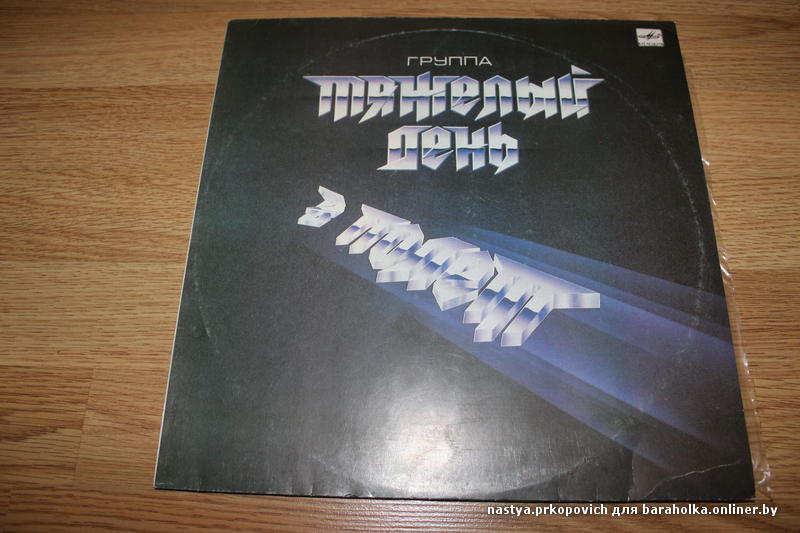 ГРУППА
ТЯЖЕЛЫЙ
ДЕНЬ
В ПОЛЕТ
nastya.prkopovich для baraholka.onliner.by